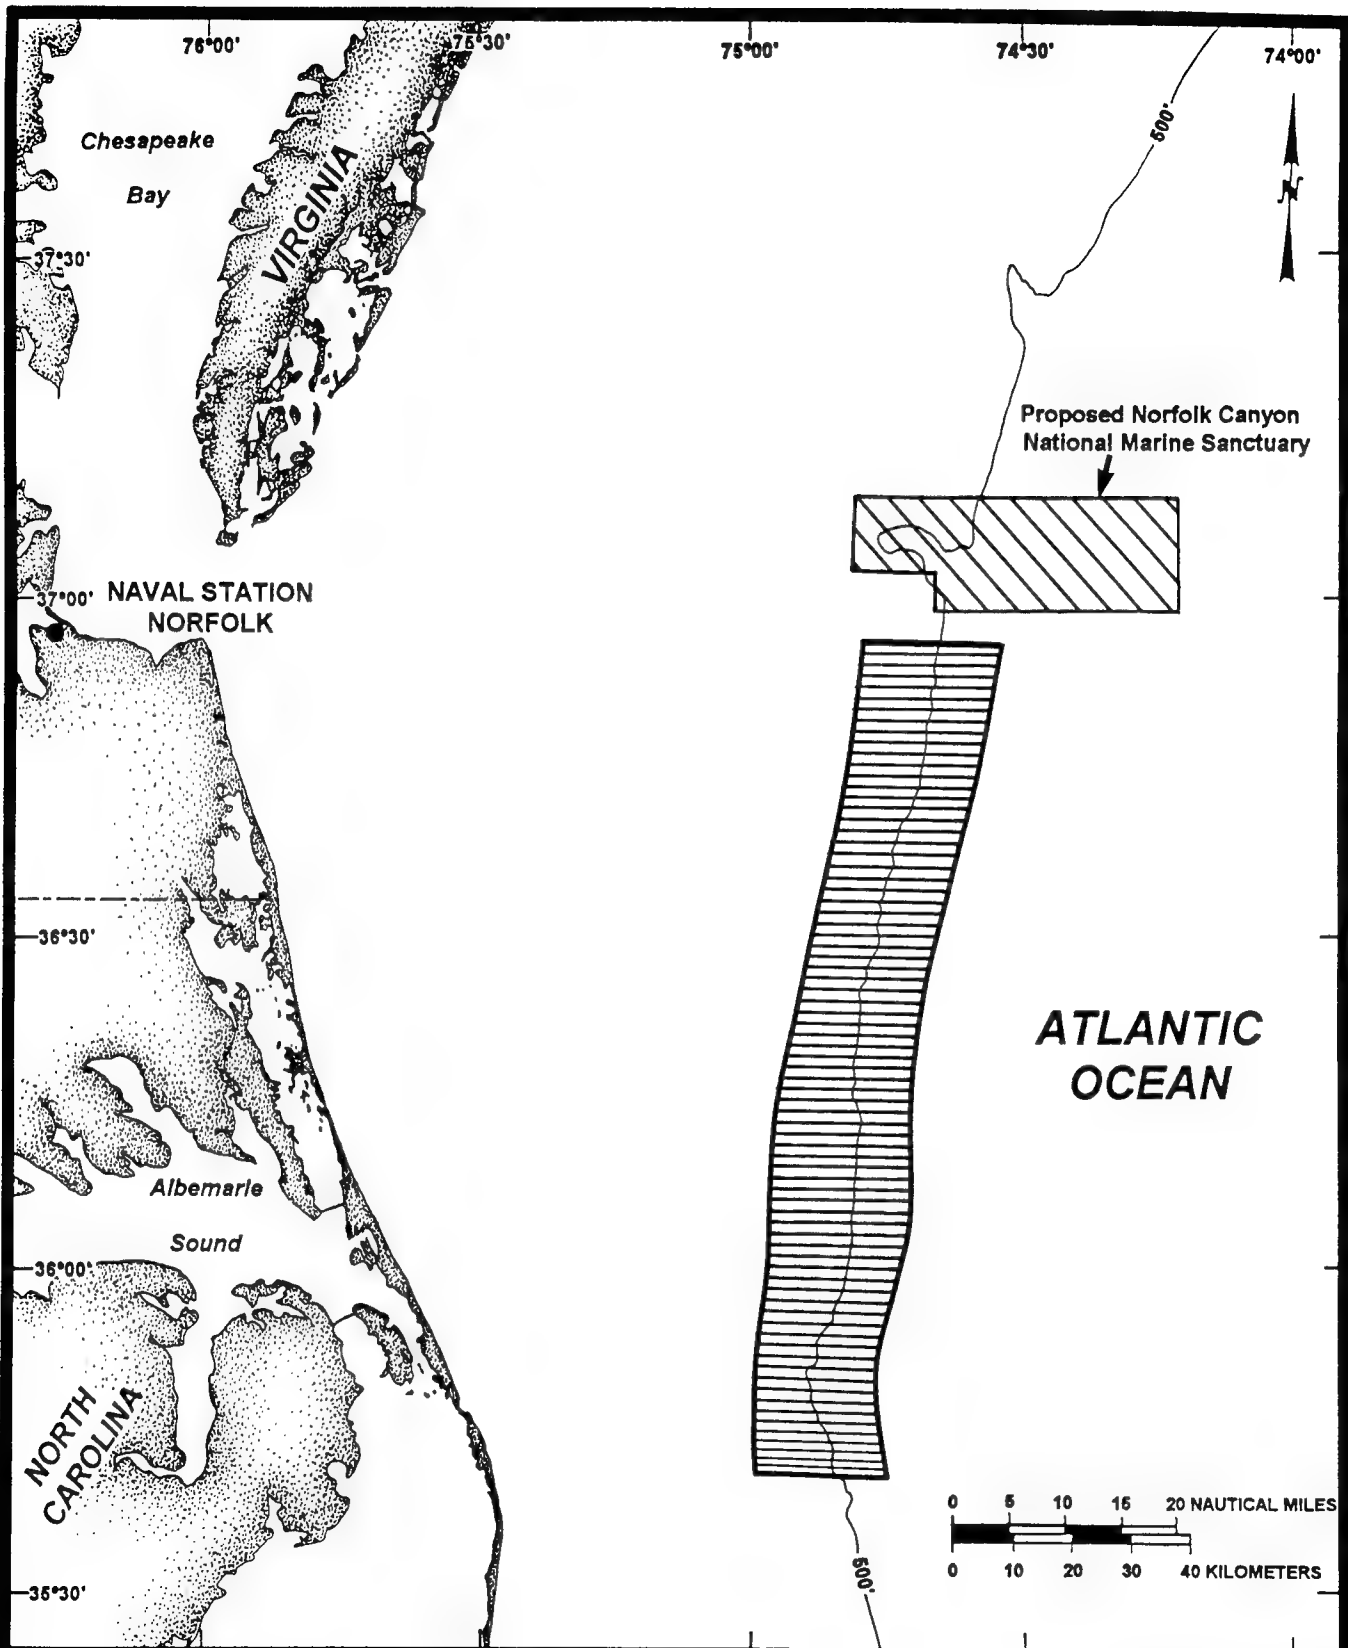 76°00'
75°30'
75°00'
74°30'
74°00'
Chesapeake
Bay
VIRGINIA
500'
N
37°30'
Proposed Norfolk Canyon
National Marine Sanctuary
37°00'
NAVAL STATION
NORFOLK
36°30'
ATLANTIC
OCEAN
Albemarle
Sound
36°00'
NORTH
CAROLINA
0 5 10 15 20 NAUTICAL MILES
0 10 20 30 40 KILOMETERS
500'
35°30'